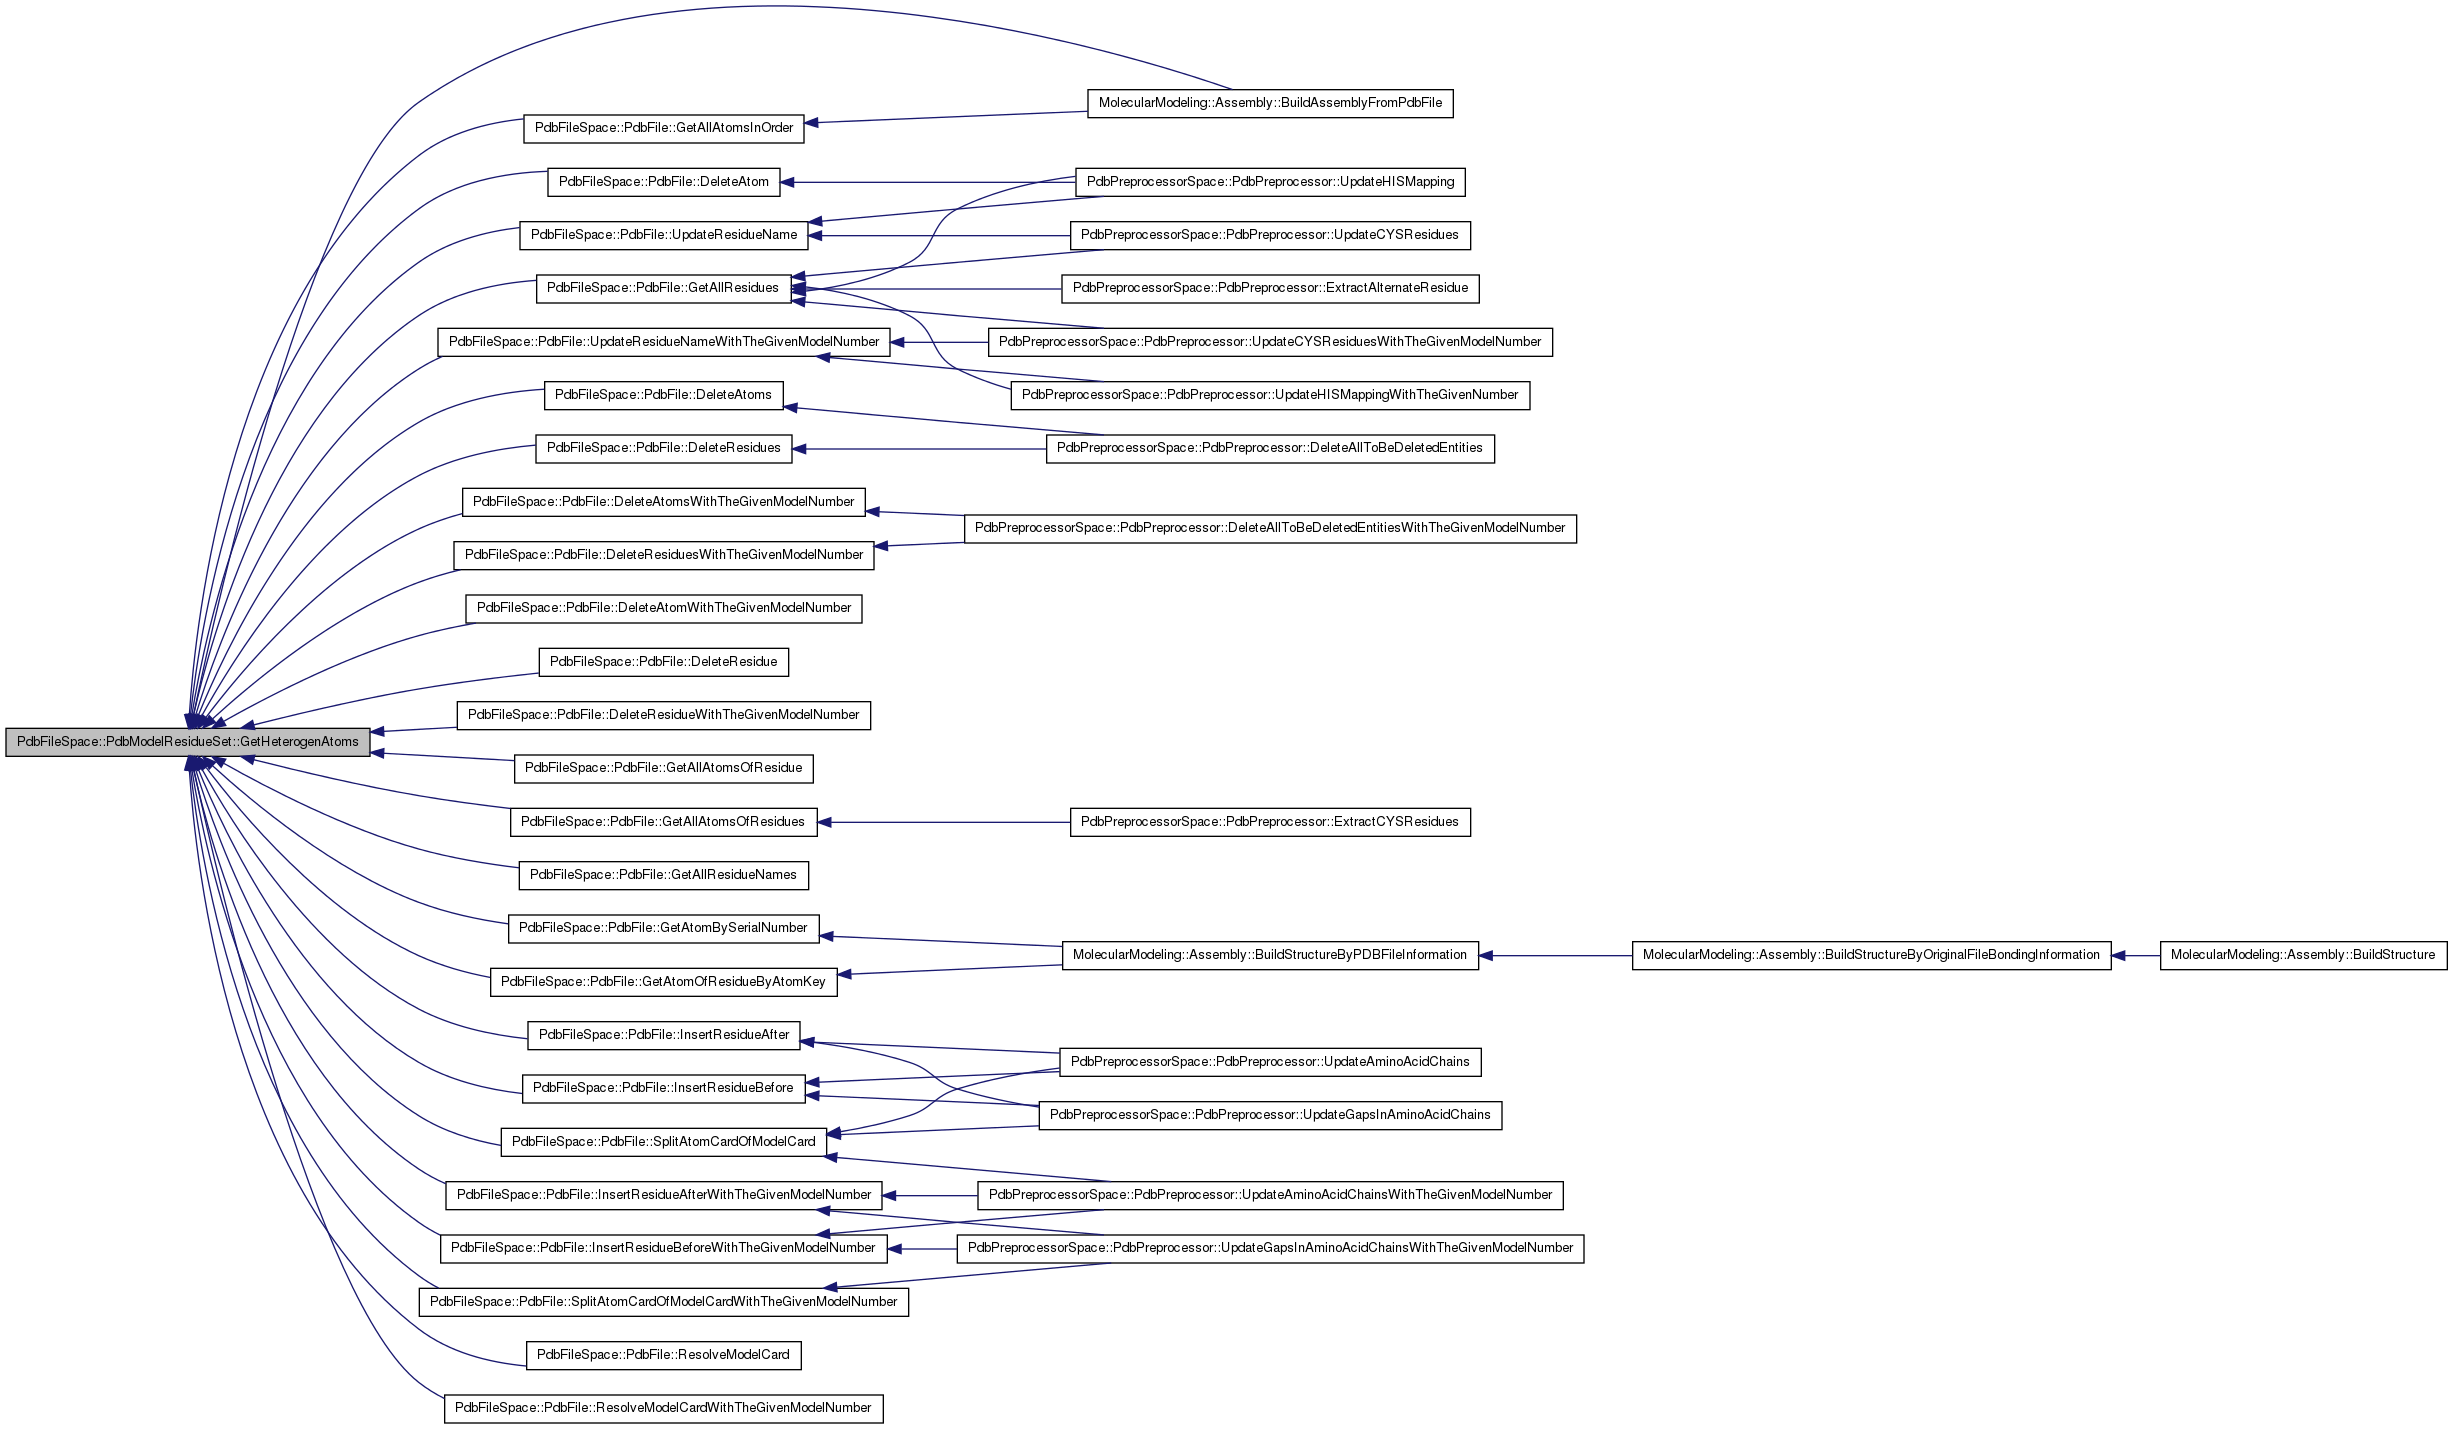 MolecularModeling::Assembly::BuildAssemblyFromPdbFile
PdbFileSpace::PdbFile::GetAllAtomsInOrder
PdbFileSpace::PdbFile::DeleteAtom
PdbPreprocessorSpace::PdbPreprocessor::UpdateHISMapping
PdbFileSpace::PdbFile::UpdateResidueName
PdbPreprocessorSpace::PdbPreprocessor::UpdateCYSResidues
PdbFileSpace::PdbFile::GetAllResidues
PdbPreprocessorSpace::PdbPreprocessor::ExtractAlternateResidue
PdbFileSpace::PdbFile::UpdateResidueNameWithTheGivenModelNumber
PdbPreprocessorSpace::PdbPreprocessor::UpdateCYSResiduesWithTheGivenModelNumber
PdbFileSpace::PdbFile::DeleteAtoms
PdbPreprocessorSpace::PdbPreprocessor::UpdateHISMappingWithTheGivenNumber
PdbFileSpace::PdbFile::DeleteResidues
PdbPreprocessorSpace::PdbPreprocessor::DeleteAllToBeDeletedEntities
PdbFileSpace::PdbFile::DeleteAtomsWithTheGivenModelNumber
PdbPreprocessorSpace::PdbPreprocessor::DeleteAllToBeDeletedEntitiesWithTheGivenModelNumber
PdbFileSpace::PdbFile::DeleteResiduesWithTheGivenModelNumber
PdbFileSpace::PdbFile::DeleteAtomWithTheGivenModelNumber
PdbFileSpace::PdbFile::DeleteResidue
PdbFileSpace::PdbFile::DeleteResidueWithTheGivenModelNumber
PdbFileSpace::PdbModelResidueSet::GetHeterogenAtoms
PdbFileSpace::PdbFile::GetAllAtomsOfResidue
PdbFileSpace::PdbFile::GetAllAtomsOfResidues
PdbPreprocessorSpace::PdbPreprocessor::ExtractCYSResidues
PdbFileSpace::PdbFile::GetAllResidueNames
PdbFileSpace::PdbFile::GetAtomBySerialNumber
MolecularModeling::Assembly::BuildStructureByPDBFileInformation
MolecularModeling::Assembly::BuildStructureByOriginalFileBondingInformation
MolecularModeling::Assembly::BuildStructure
PdbFileSpace::PdbFile::GetAtomOfResidueByAtomKey
PdbFileSpace::PdbFile::InsertResidueAfter
PdbPreprocessorSpace::PdbPreprocessor::UpdateAminoAcidChains
PdbFileSpace::PdbFile::InsertResidueBefore
PdbPreprocessorSpace::PdbPreprocessor::UpdateGapsInAminoAcidChains
PdbFileSpace::PdbFile::SplitAtomCardOfModelCard
PdbFileSpace::PdbFile::InsertResidueAfterWithTheGivenModelNumber
PdbPreprocessorSpace::PdbPreprocessor::UpdateAminoAcidChainsWithTheGivenModelNumber
PdbFileSpace::PdbFile::InsertResidueBeforeWithTheGivenModelNumber
PdbPreprocessorSpace::PdbPreprocessor::UpdateGapsInAminoAcidChainsWithTheGivenModelNumber
PdbFileSpace::PdbFile::SplitAtomCardOfModelCardWithTheGivenModelNumber
PdbFileSpace::PdbFile::ResolveModelCard
PdbFileSpace::PdbFile::ResolveModelCardWithTheGivenModelNumber